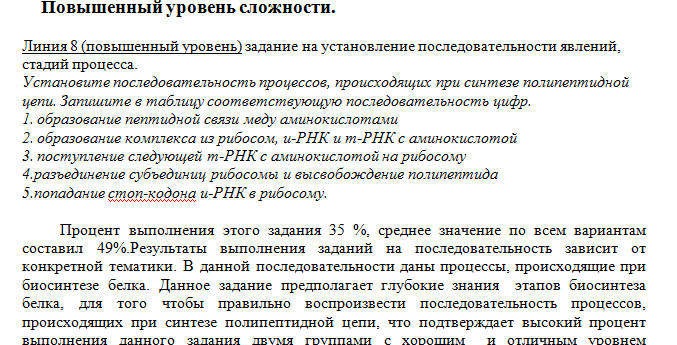 Повышенный уровень сложности.
Линия 8 (повышенный уровень) задание на установление последовательности явлений,
стадий процесса.
Установите последовательность процессов, происходящих при синтезе полипептидной
цепи. Запишите в таблицу соответствующую последовательность цифр.
1. образование пептидной связи меду аминокислотами
2. образование комплекса из рибосом, и-РНК и т-РНК с аминокислотой
3. поступление следующей т-РНК с аминокислотой на рибосому
4.разъединение субъединиц рибосомы и высвобождение полипептида
5.попадание стоп-кодона и-РНК в рибосому.
Процент выполнения этого задания 35 %, среднее значение по всем вариантам
составил 49%.Результаты выполнения заданий на последовательность зависит от
конкретной тематики. В данной последовательности даны процессы, происходящие при
биосинтезе белка. Данное задание предполагает глубокие знания этапов биосинтеза
белка, для того чтобы правильно воспроизвести последовательность процессов,
происходящих при синтезе полипептидной цепи, что подтверждает высокий процент
выполнения данного задания двумя группами с хорошим и отличным уровнем